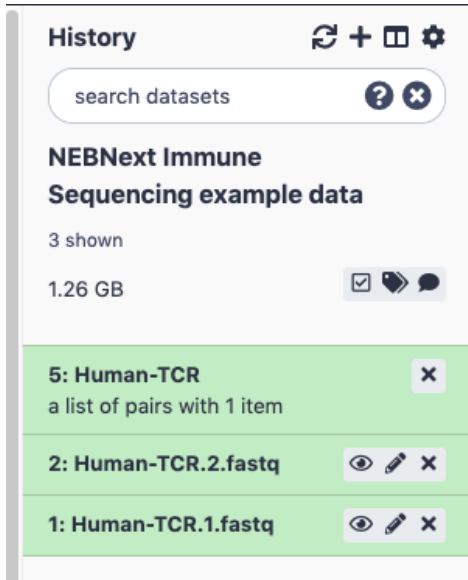 History
search datasets
NEBNext Immune
Sequencing example data
3 shown
1.26 GB
5: Human-TCR
a list of pairs with 1 item
2: Human-TCR.2.fastq
1: Human-TCR.1.fastq